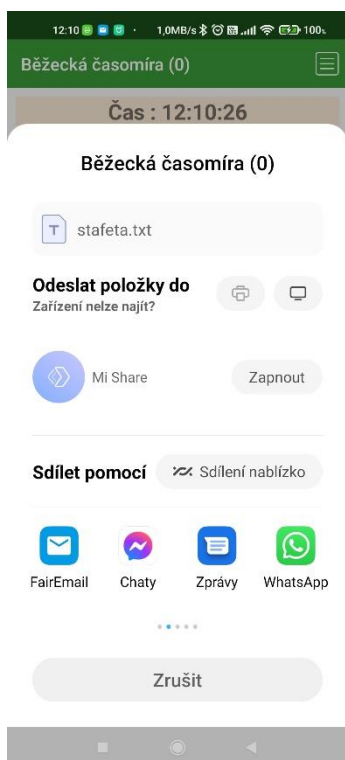 12:10 1,0MB/s 100%
Běžecká časomíra (0)
Čas : 12:10:26
Běžecká časomíra (0)
T stafeta.txt
Odeslat položky do
Zařízení nelze najít?
Mi Share Zapnout
Sdílet pomocí Sdílení nablízko
FairEmail Chaty Zprávy WhatsApp
Zrušit